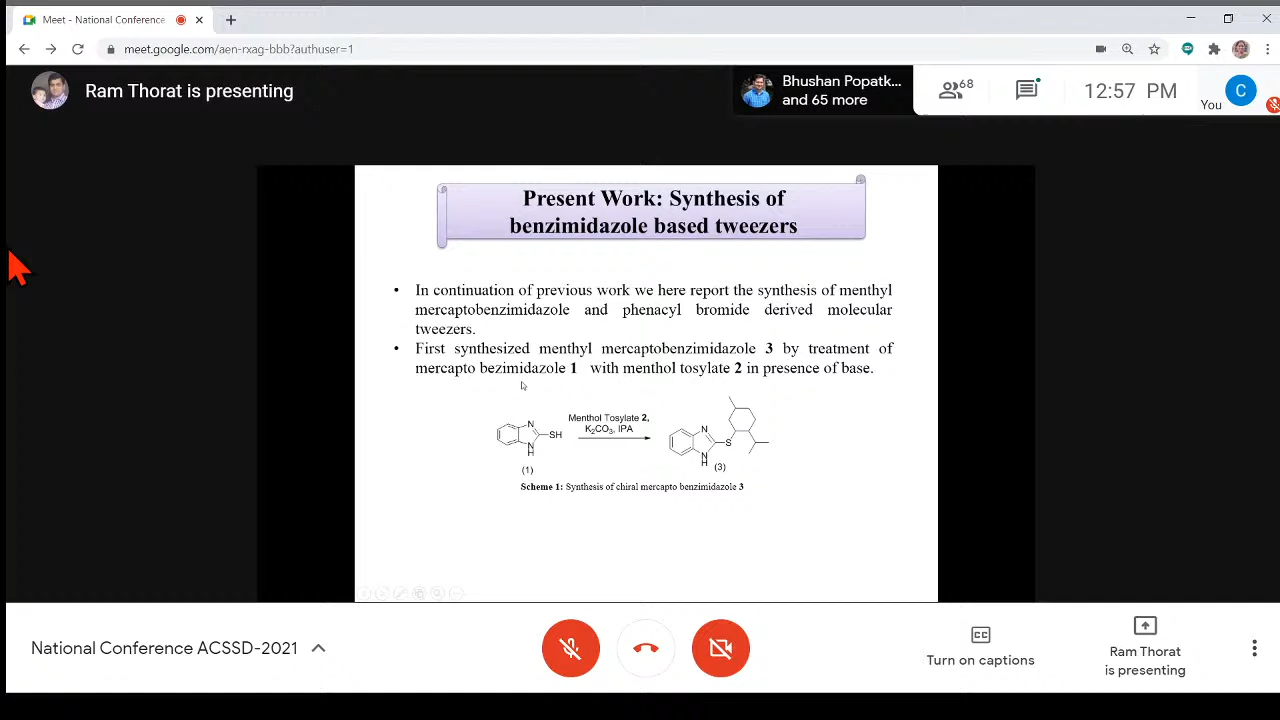 Meet - National Conference
meet.google.com/aen-rxag-bbb?authuser=1
Ram Thorat is presenting
Bhushan Popatk...
and 65 more
68
12:57 PM
You
C
Present Work: Synthesis of
benzimidazole based tweezers
• In continuation of previous work we here report the synthesis of menthyl
mercaptobenzimidazole and phenacyl bromide derived molecular
tweezers.
• First synthesized menthyl mercaptobenzimidazole 3 by treatment of
mercapto bezimidazole 1 with menthol tosylate 2 in presence of base.
Menthol Tosylate 2,
K₂CO₃, IPA
N
SH
N
H
(1)
N
S
N
H
(3)
Scheme 1: Synthesis of chiral mercapto benzimidazole 3
National Conference ACSSD-2021
CC
Turn on captions
Ram Thorat
is presenting